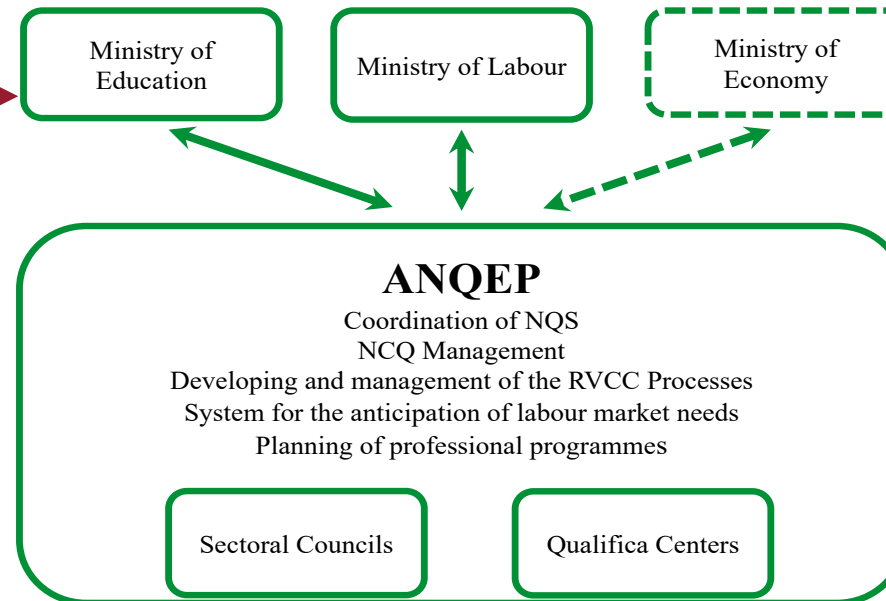 Ministry of
Education
Ministry of Labour
Ministry of
Economy
ANQEP
Coordination of NQS
NCQ Management
Developing and management of the RVCC Processes
System for the anticipation of labour market needs
Planning of professional programmes
Sectoral Councils
Qualifica Centers